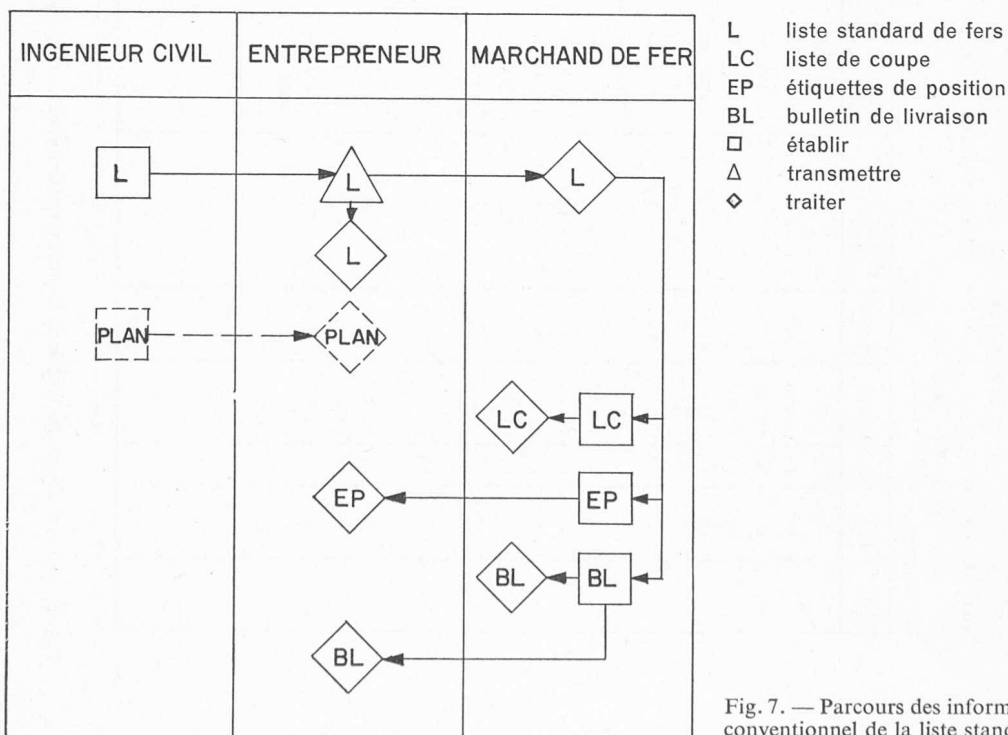 INGENIEUR CIVIL ENTREPRENEUR MARCHAND DE FER
L L L
L
PLAN PLAN
LC LC
EP EP
BL BL
BL
L liste standard de fers
LC liste de coupe
EP étiquettes de position
BL bulletin de livraison
□ établir
△ transmettre
◇ traiter
Fig. 7. — Parcours des inform
conventionnel de la liste stan